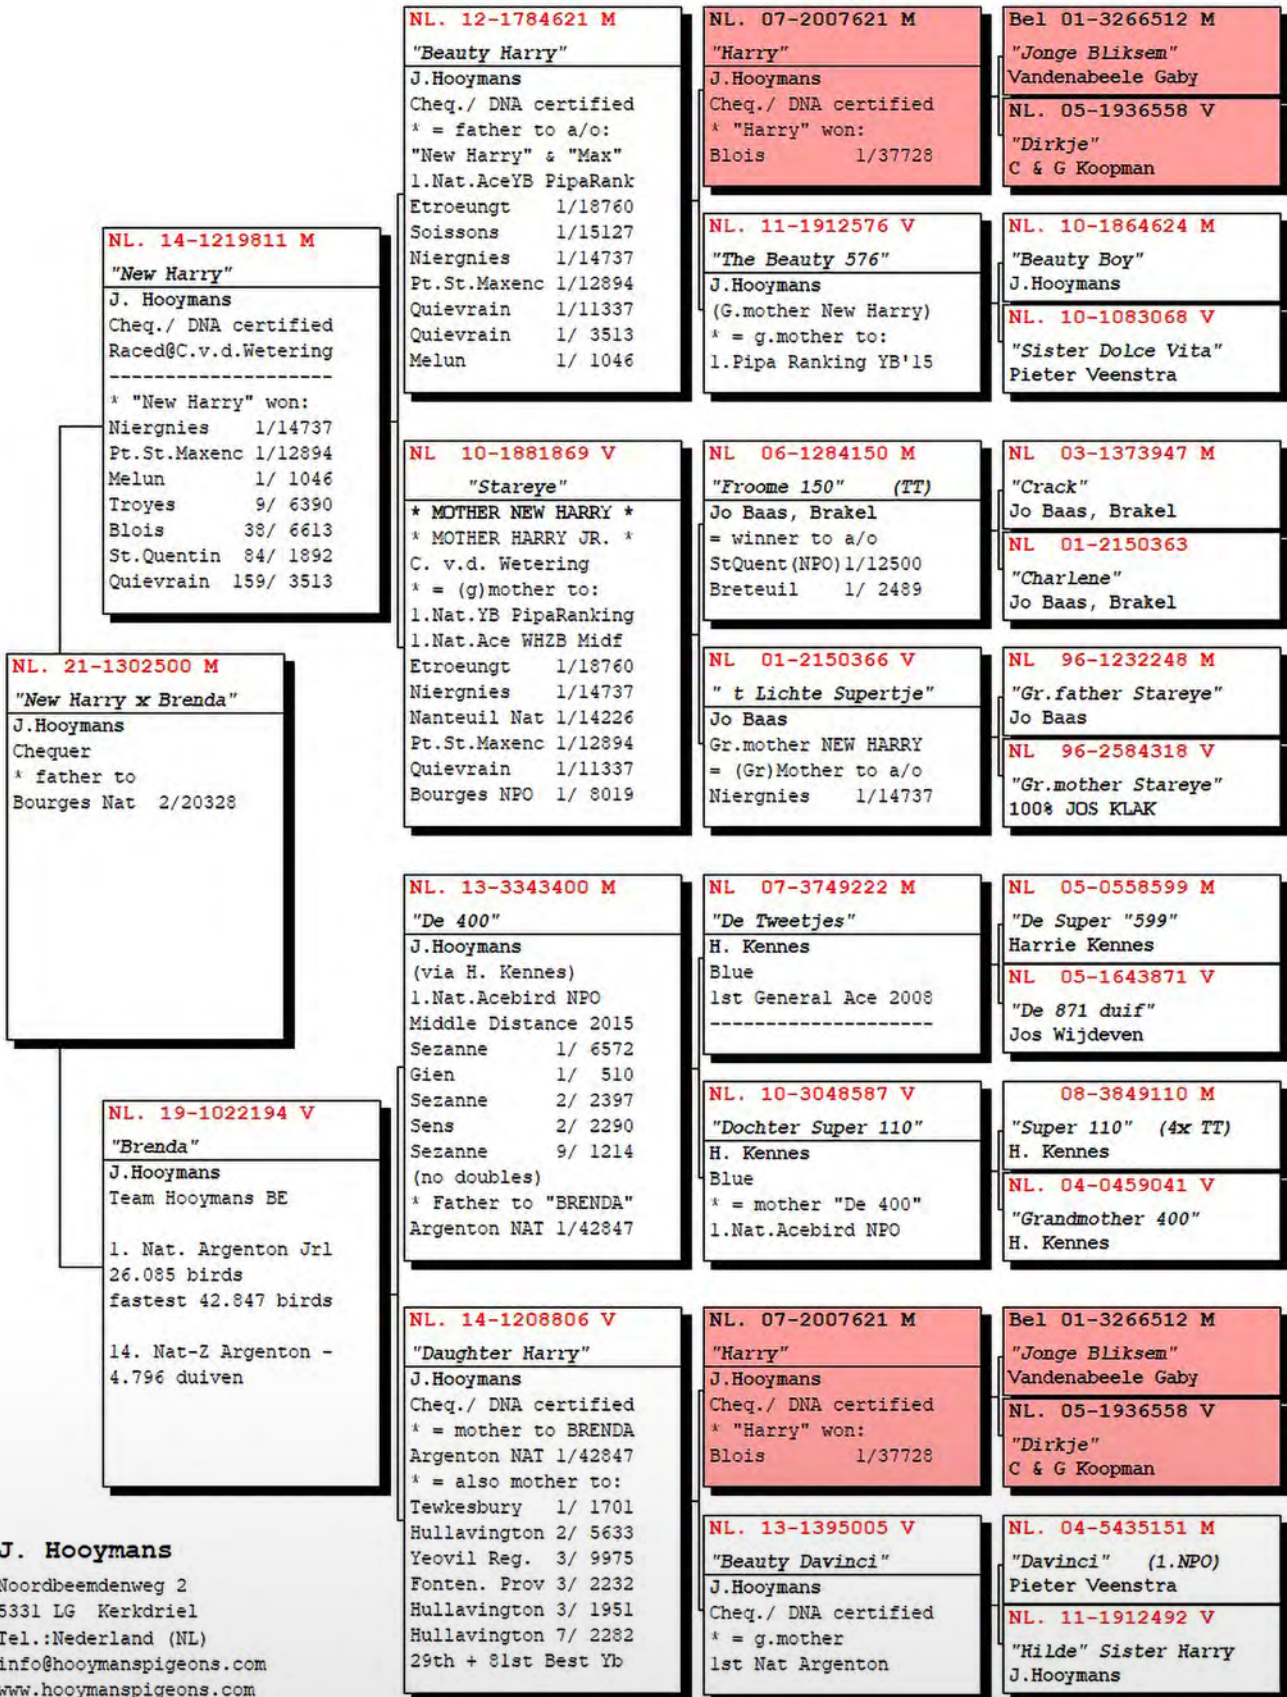 NL. 21-1302500 M
"New Harry x Brenda"
J.Hooymans
Chequer
* father to
Bourges Nat 2/20328
NL. 14-1219811 M
"New Harry"
J. Hooymans
Cheq./ DNA certified
Raced@C.v.d.Wetering
--------------------
* "New Harry" won:
Niergnies 1/14737
Pt.St.Maxenc 1/12894
Melun 1/ 1046
Troyes 9/ 6390
Blois 38/ 6613
St.Quentin 84/ 1892
Quievrain 159/ 3513
NL. 19-1022194 V
"Brenda"
J.Hooymans
Team Hooymans BE
1. Nat. Argenton Jrl
26.085 birds
fastest 42.847 birds
14. Nat-Z Argenton -
4.796 duiven
NL. 12-1784621 M
"Beauty Harry"
J.Hooymans
Cheq./ DNA certified
* = father to a/o:
"New Harry" & "Max"
1.Nat.AceYB PipaRank
Etroeungt 1/18760
Soissons 1/15127
Niergnies 1/14737
Pt.St.Maxenc 1/12894
Quievrain 1/11337
Quievrain 1/ 3513
Melun 1/ 1046
NL 10-1881869 V
"Stareye"
* MOTHER NEW HARRY *
* MOTHER HARRY JR. *
C. v.d. Wetering
* = (g)mother to:
1.Nat.YB PipaRanking
1.Nat.Ace WHZB Midf
Etroeungt 1/18760
Niergnies 1/14737
Nanteuil Nat 1/14226
Pt.St.Maxenc 1/12894
Quievrain 1/11337
Bourges NPO 1/ 8019
NL. 13-3343400 M
"De 400"
J.Hooymans
(via H. Kennes)
1.Nat.Acebird NPO
Middle Distance 2015
Sezanne 1/ 6572
Gien 1/ 510
Sezanne 2/ 2397
Sens 2/ 2290
Sezanne 9/ 1214
(no doubles)
* Father to "BRENDA"
Argenton NAT 1/42847
NL. 14-1208806 V
"Daughter Harry"
J.Hooymans
Cheq./ DNA certified
* = mother to BRENDA
Argenton NAT 1/42847
* = also mother to:
Tewkesbury 1/ 1701
Hullavington 2/ 5633
Yeovil Reg. 3/ 9975
Fonten. Prov 3/ 2232
Hullavington 3/ 1951
Hullavington 7/ 2282
29th + 81st Best Yb
NL. 07-2007621 M
"Harry"
J.Hooymans
Cheq./ DNA certified
* "Harry" won:
Blois 1/37728
NL. 11-1912576 V
"The Beauty 576"
J.Hooymans
(G.mother New Harry)
* = g.mother to:
1.Pipa Ranking YB'15
NL 06-1284150 M
"Froome 150" (TT)
Jo Baas, Brakel
= winner to a/o
StQuent(NPO)1/12500
Breteuil 1/ 2489
NL 01-2150366 V
" t Lichte Supertje"
Jo Baas
Gr.mother NEW HARRY
= (Gr)Mother to a/o
Niergnies 1/14737
NL 07-3749222 M
"De Tweetjes"
H. Kennes
Blue
1st General Ace 2008
--------------------
NL. 10-3048587 V
"Dochter Super 110"
H. Kennes
Blue
* = mother "De 400"
1.Nat.Acebird NPO
NL. 07-2007621 M
"Harry"
J.Hooymans
Cheq./ DNA certified
* "Harry" won:
Blois 1/37728
NL. 13-1395005 V
"Beauty Davinci"
J.Hooymans
Cheq./ DNA certified
* = g.mother
1st Nat Argenton
Bel 01-3266512 M
"Jonge Bliksem"
Vandenabeele Gaby
NL. 05-1936558 V
"Dirkje"
C & G Koopman
NL. 10-1864624 M
"Beauty Boy"
J.Hooymans
NL. 10-1083068 V
"Sister Dolce Vita"
Pieter Veenstra
NL 03-1373947 M
"Crack"
Jo Baas, Brakel
NL 01-2150363
"Charlene"
Jo Baas, Brakel
NL 96-1232248 M
"Gr.father Stareye"
Jo Baas
NL 96-2584318 V
"Gr.mother Stareye"
100% JOS KLAK
NL 05-0558599 M
"De Super "599"
Harrie Kennes
NL 05-1643871 V
"De 871 duif"
Jos Wijdeven
08-3849110 M
"Super 110" (4x TT)
H. Kennes
NL. 04-0459041 V
"Grandmother 400"
H. Kennes
Bel 01-3266512 M
"Jonge Bliksem"
Vandenabeele Gaby
NL. 05-1936558 V
"Dirkje"
C & G Koopman
NL. 04-5435151 M
"Davinci" (1.NPO)
Pieter Veenstra
NL. 11-1912492 V
"Hilde" Sister Harry
J.Hooymans
J. Hooymans
Noordbeemdenweg 2
5331 LG Kerkdriel
Tel.:Nederland (NL)
info@hooymanspigeons.com
www.hooymanspigeons.com